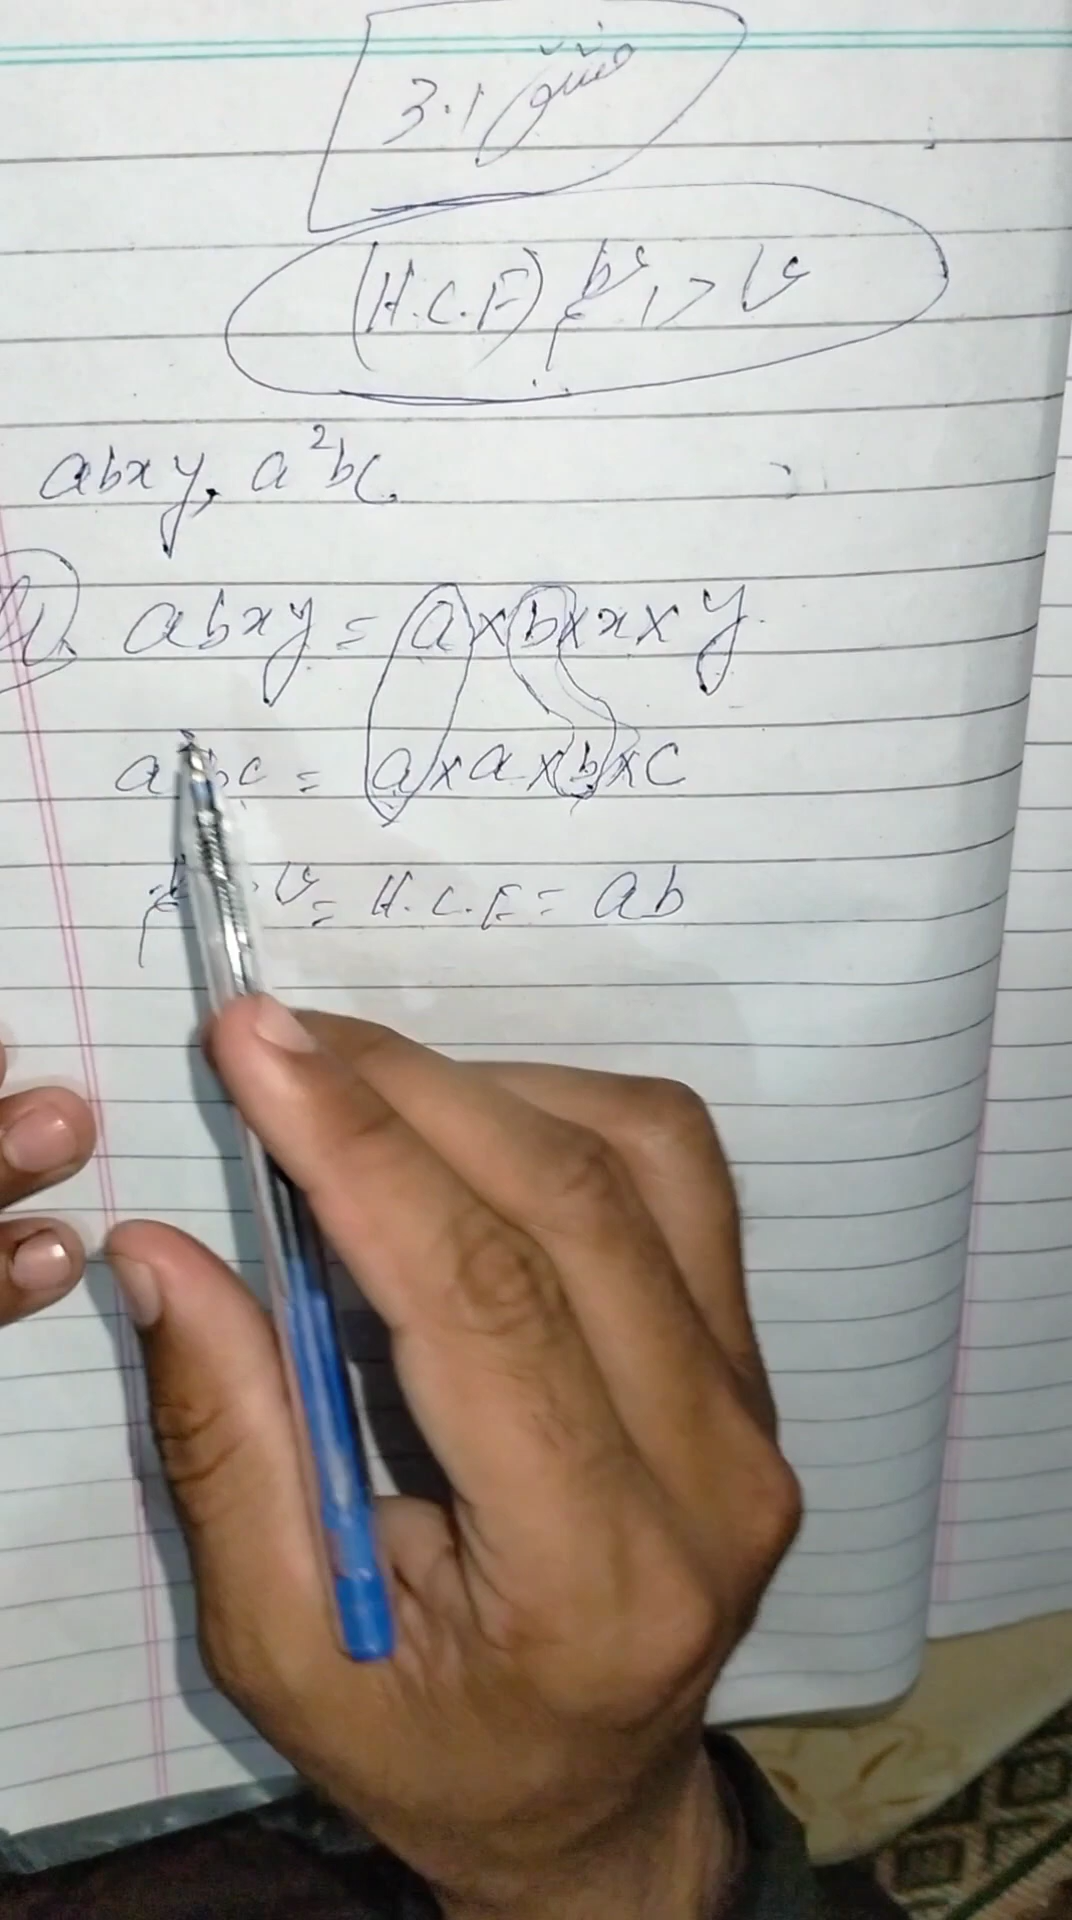 3.1 مشق
(H.C.F) عاد اعظم
abxy, a²bc.
abxy = a×b×x×y.
a²bc = a×a×b×c
= H.C.F = ab